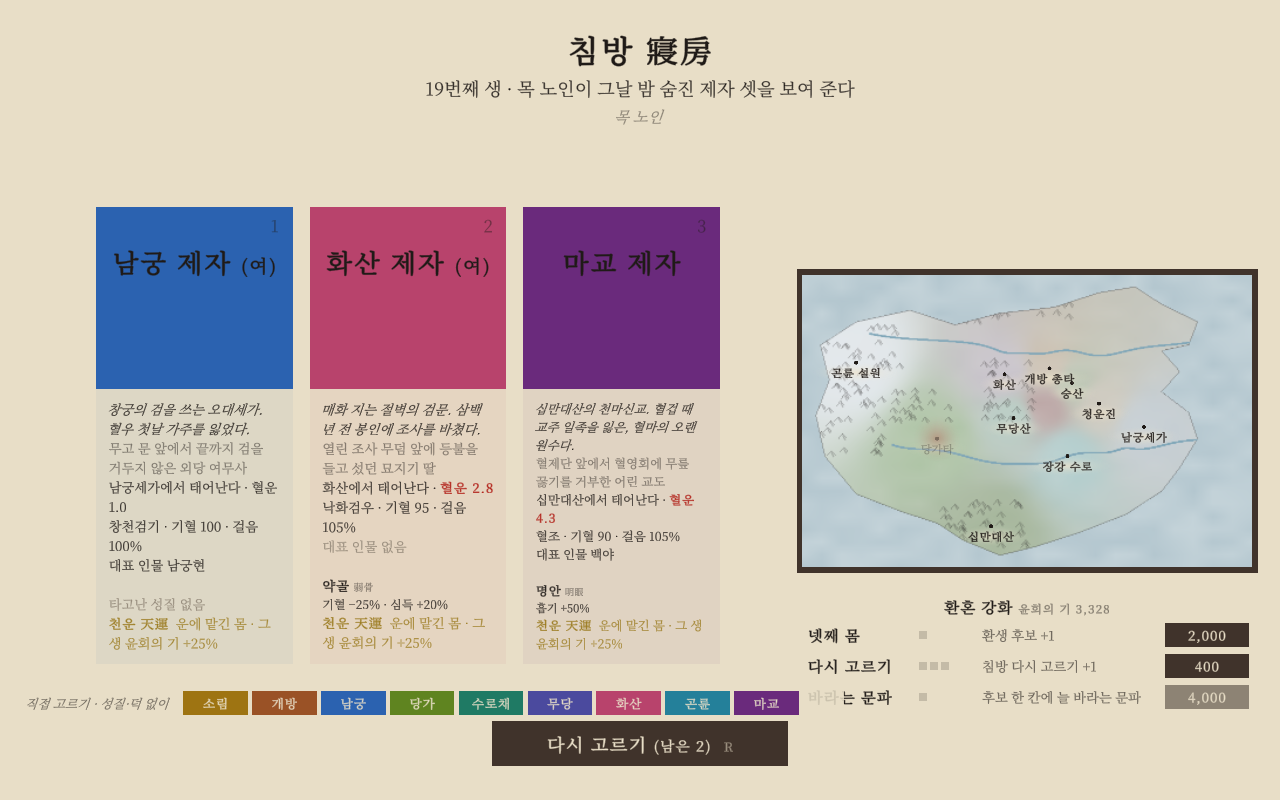 침방 寢房
19번째 생 · 목 노인이 그날 밤 숨진 제자 셋을 보여 준다
목 노인
1
남궁 제자 (여)
창궁의 검을 쓰는 오대세가.
혈우 첫날 가주를 잃었다.
무고 문 앞에서 끝까지 검을
거두지 않은 외당 여무사
남궁세가에서 태어난다 · 혈운
1.0
창천검기 · 기혈 100 · 걸음
100%
대표 인물 남궁현
타고난 성질 없음
천운 天運 운에 맡긴 몸 · 그
생 윤회의 기 +25%
2
화산 제자 (여)
매화 지는 절벽의 검문. 삼백
년 전 봉인에 조사를 바쳤다.
열린 조사 무덤 앞에 등불을
들고 섰던 묘지기 딸
화산에서 태어난다 · 혈운 2.8
낙화검우 · 기혈 95 · 걸음
105%
대표 인물 없음
약골 弱骨
기혈 −25% · 심득 +20%
천운 天運 운에 맡긴 몸 · 그
생 윤회의 기 +25%
3
마교 제자
십만대산의 천마신교. 혈겁 때
교주 일족을 잃은, 혈마의 오랜
원수다.
혈제단 앞에서 혈영회에 무릎
꿇기를 거부한 어린 교도
십만대산에서 태어난다 · 혈운
4.3
혈조 · 기혈 90 · 걸음 105%
대표 인물 백야
명안 明眼
흡기 +50%
천운 天運 운에 맡긴 몸 · 그 생
윤회의 기 +25%
곤륜 설원
화산
개방 총타
숭산
청운진
무당산
남궁세가
당가타
장강 수로
십만대산
환혼 강화 윤회의 기 3,328
넷째 몸 환생 후보 +1 2,000
다시 고르기 침방 다시 고르기 +1 400
바라는 문파 후보 한 칸에 늘 바라는 문파 4,000
직접 고르기 · 성질·덕 없이 소림 개방 남궁 당가 수로채 무당 화산 곤륜 마교
다시 고르기 (남은 2) R